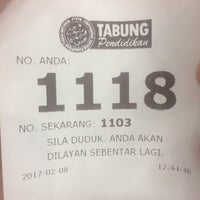 TABUNG
Pendidikan
NO. ANDA:
1118
NO. SEKARANG: 1103
SILA DUDUK. ANDA AKAN
DILAYAN SEBENTAR LAGI.
2017-02-08 12:44:46